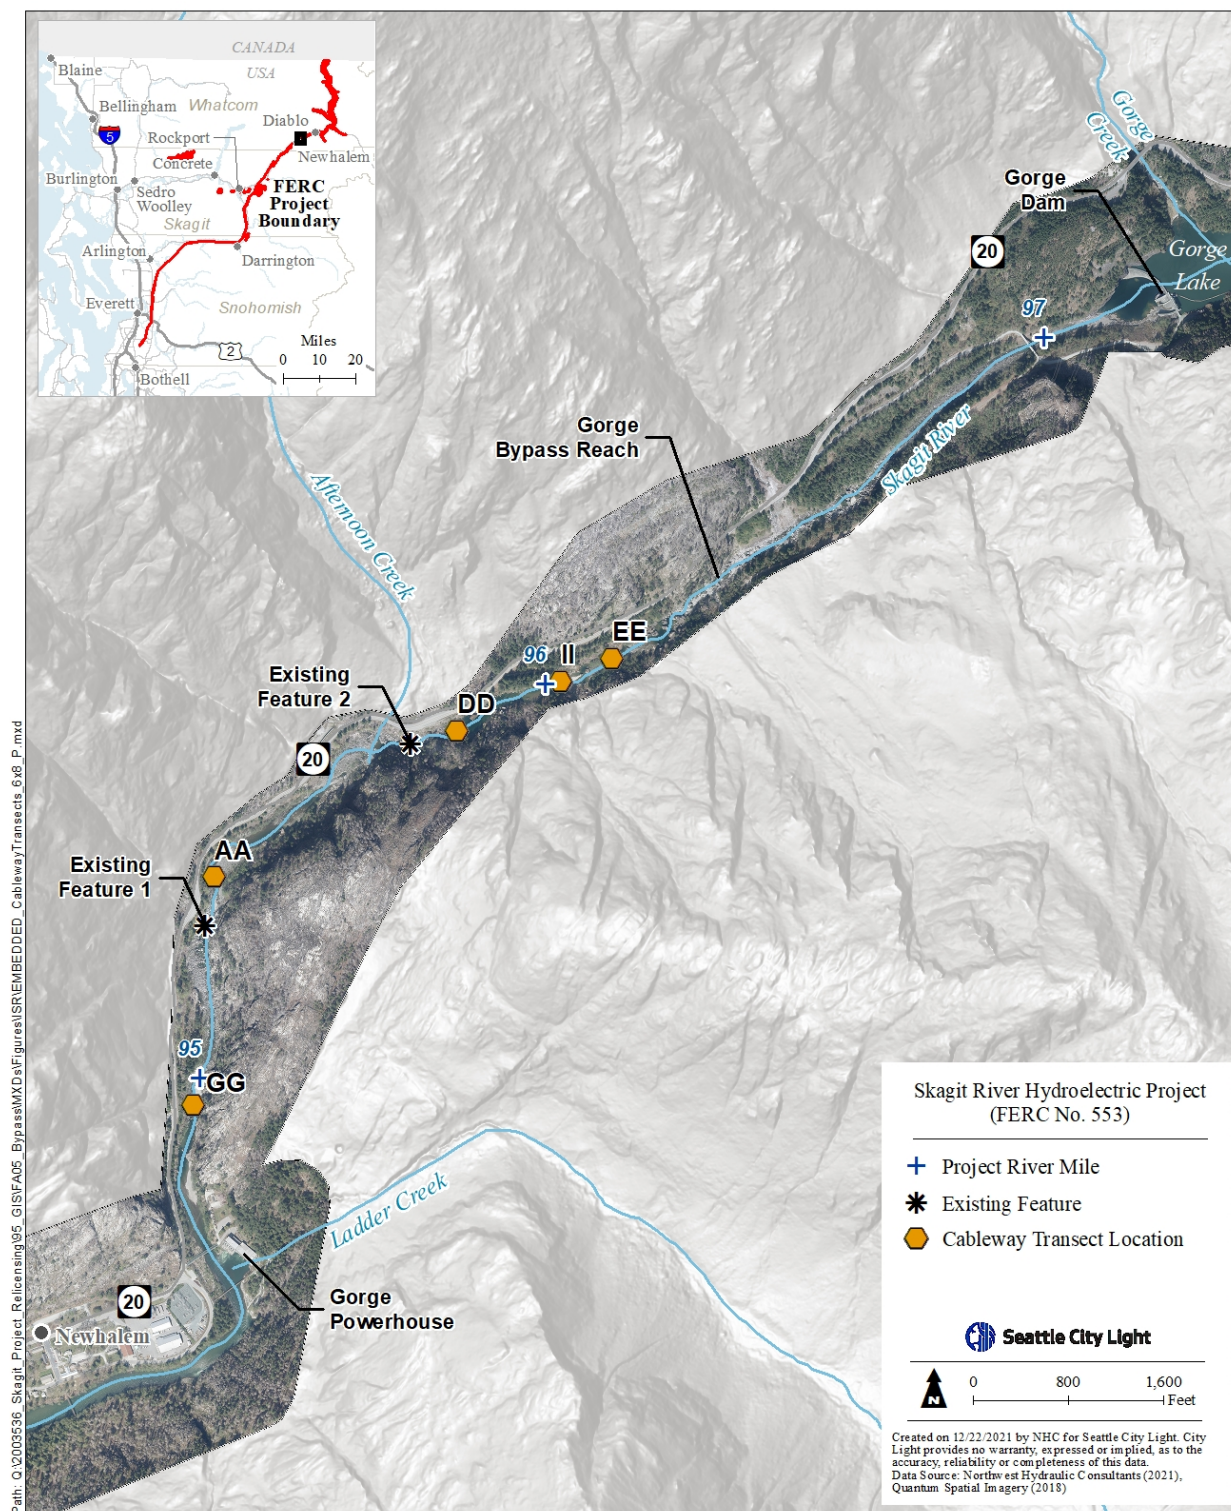 CANADA
USA
Blaine
Bellingham
Whatcom
5
Diablo
Rockport
Newhalem
Concrete
Burlington
Sedro
Woolley
FERC
Project
Boundary
Skagit
Arlington
Darrington
Everett
Snohomish
Miles
2
0 10 20
Bothell
Gorge
Creek
Gorge
Dam
20
Gorge
Lake
97
Gorge
Bypass Reach
Skagit River
Afternoon Creek
EE
96
II
Existing
Feature 2
DD
20
AA
Existing
Feature 1
95
GG
Ladder Creek
Gorge
Powerhouse
20
Newhalem
Skagit River Hydroelectric Project
(FERC No. 553)
Project River Mile
Existing Feature
Cableway Transect Location
Seattle City Light
N
0 800 1,600
Feet
Created on 12/22/2021 by NHC for Seattle City Light. City
Light provides no warranty, expressed or implied, as to the
accuracy, reliability or completeness of this data.
Data Source: Northwest Hydraulic Consultants (2021),
Quantum Spatial Imagery (2018)
Path: Q:\2003536_Skagit_Project_Relicensing\95_GIS\FA05_Bypass\MXDs\Figures\ISR\EMBEDDED_CablewayTransects_6x8_P.mxd